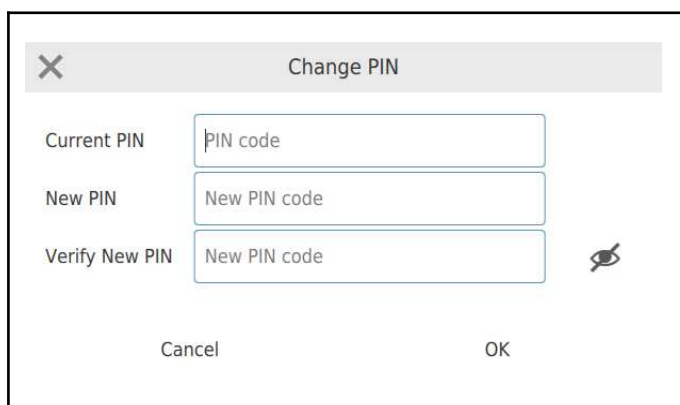 Change PIN
Current PIN PIN code
New PIN New PIN code
Verify New PIN New PIN code
Cancel OK